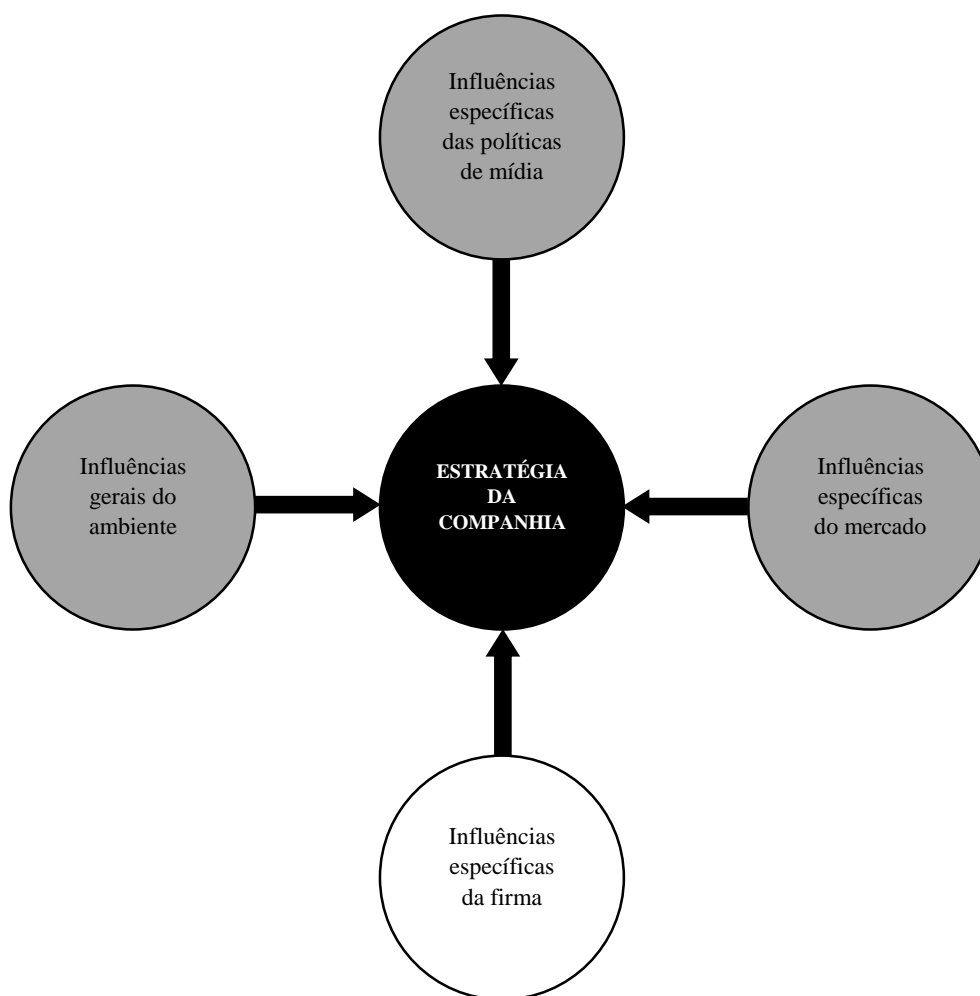 Influências
específicas
das políticas
de mídia
Influências
gerais do
ambiente
ESTRATÉGIA
DA
COMPANHIA
Influências
específicas
do mercado
Influências
específicas
da firma